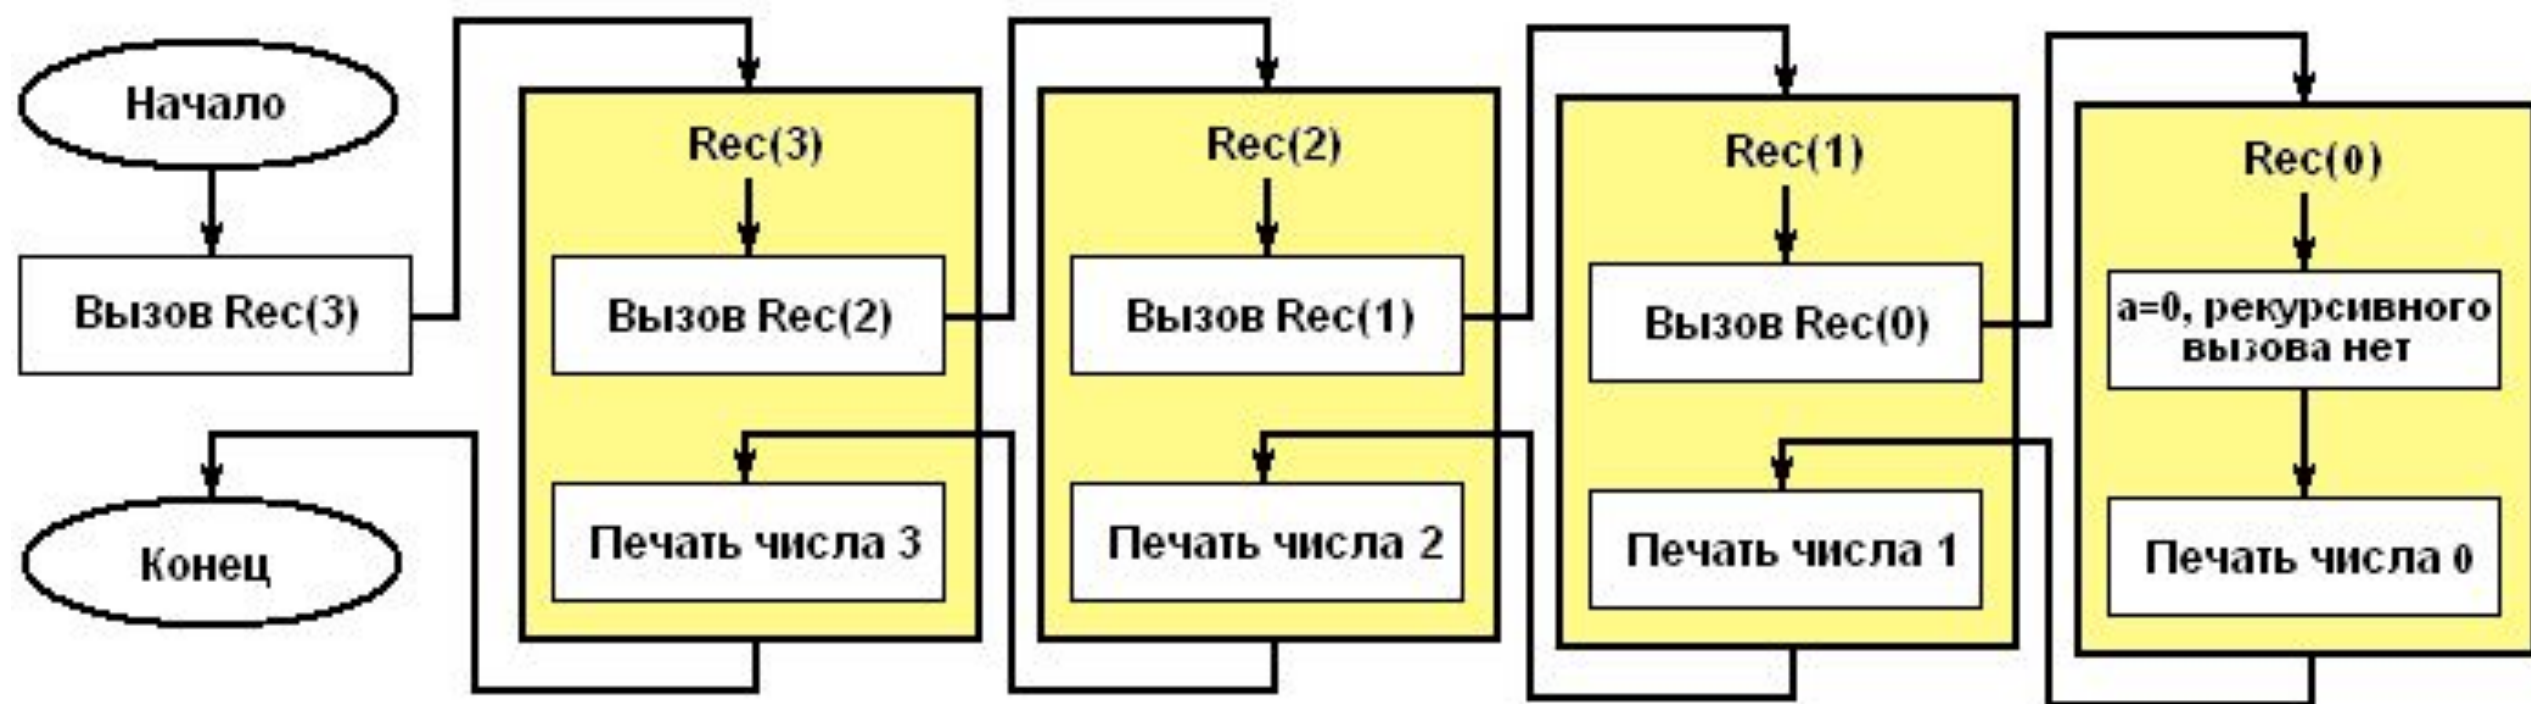 Начало
Вызов Rec(3)
Rec(3)
Вызов Rec(2)
Rec(2)
Вызов Rec(1)
Rec(1)
Вызов Rec(0)
Rec(0)
a=0, рекурсивного
вызова нет
Печать числа 0
Печать числа 1
Печать числа 2
Печать числа 3
Конец